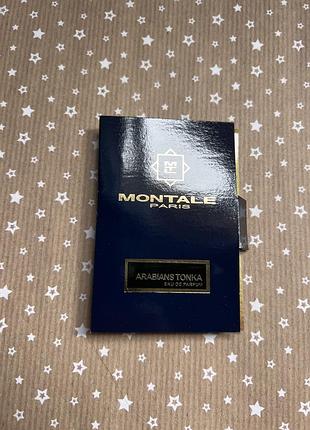 MONTALE
PARIS
ARABIANS TONKA
EAU DE PARFUM